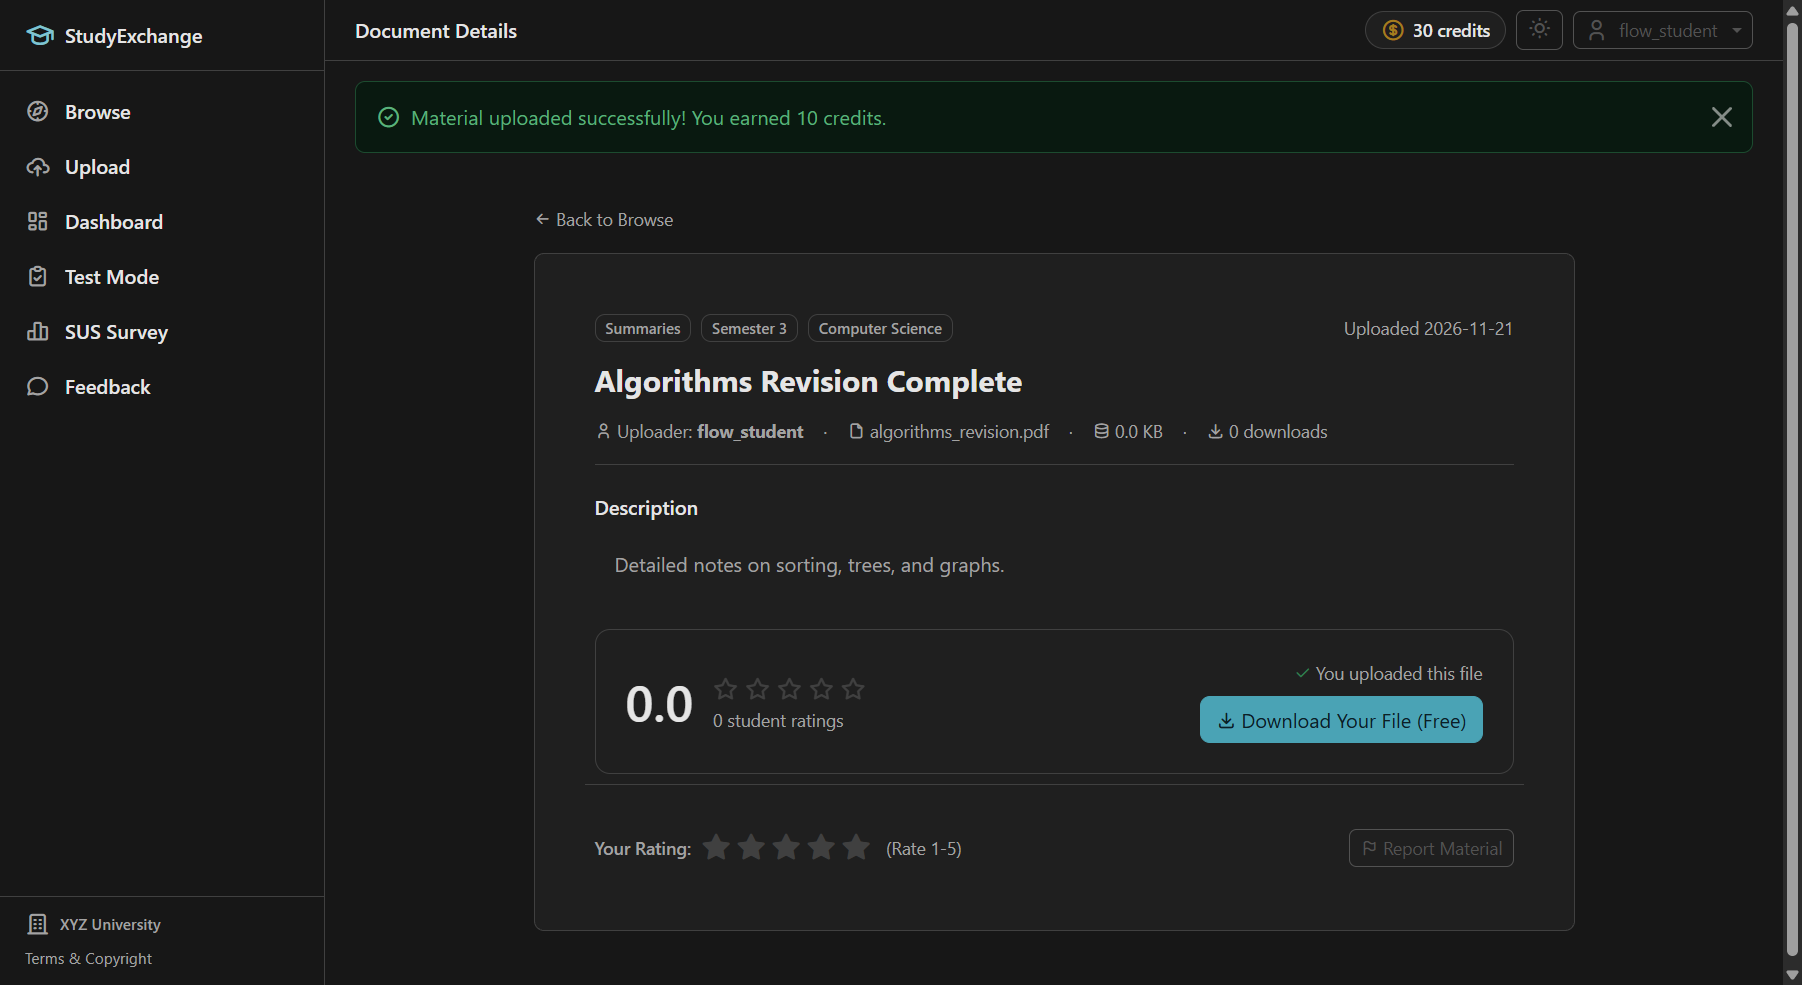 StudyExchange
Document Details
30 credits
flow_student
Browse
Upload
Dashboard
Test Mode
SUS Survey
Feedback
Material uploaded successfully! You earned 10 credits.
← Back to Browse
Summaries Semester 3 Computer Science Uploaded 2026-11-21
Algorithms Revision Complete
Uploader: flow_student · algorithms_revision.pdf · 0.0 KB · 0 downloads
Description
Detailed notes on sorting, trees, and graphs.
0.0
0 student ratings
You uploaded this file
Download Your File (Free)
Your Rating: (Rate 1-5)
Report Material
XYZ University
Terms & Copyright